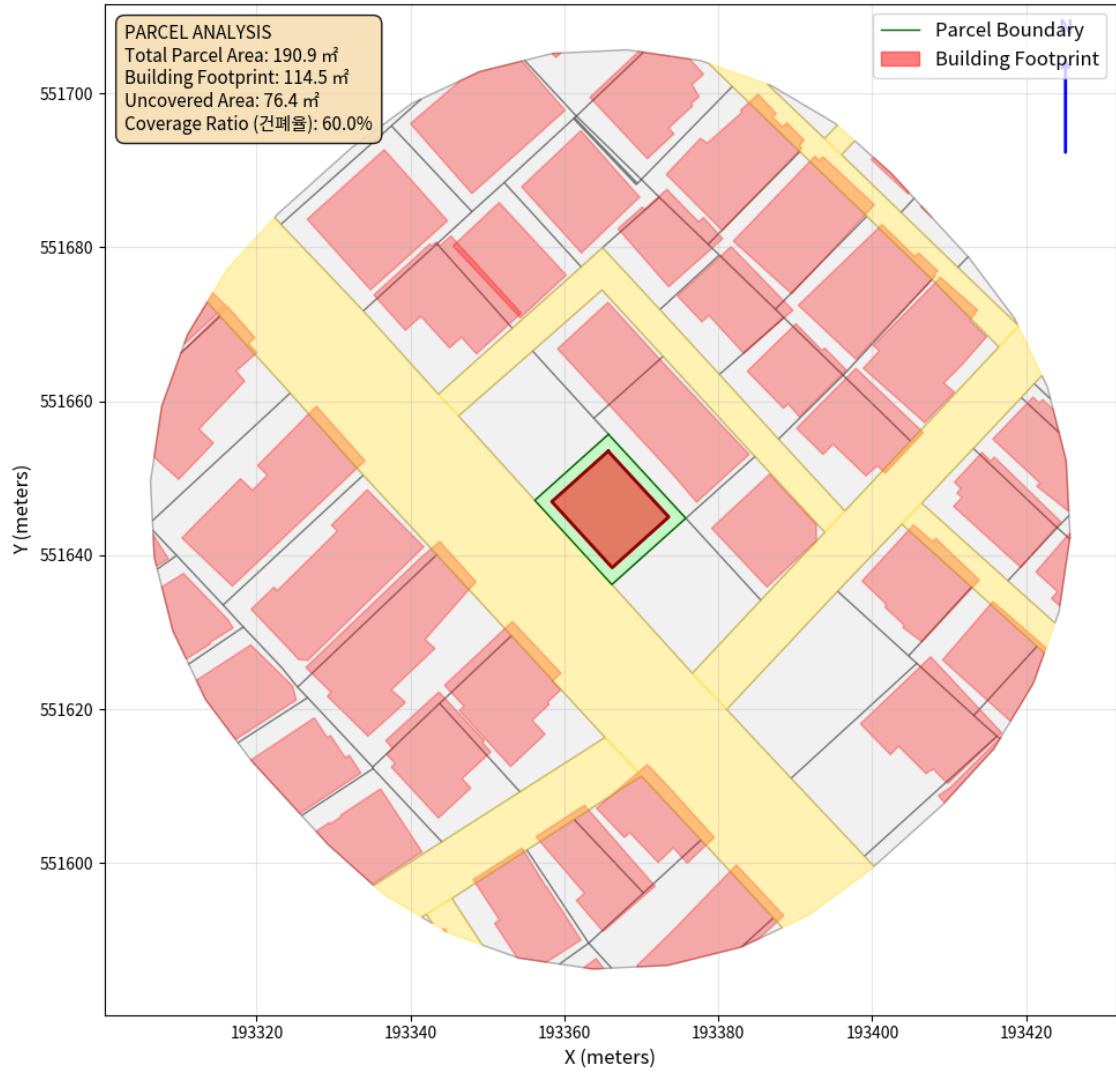 PARCEL ANALYSIS
Total Parcel Area: 190.9 ㎡
Building Footprint: 114.5 ㎡
Uncovered Area: 76.4 ㎡
Coverage Ratio (건폐율): 60.0%
N
Parcel Boundary
Building Footprint
551700
551680
551660
551640
551620
551600
Y (meters)
193320
193340
193360
193380
193400
193420
X (meters)